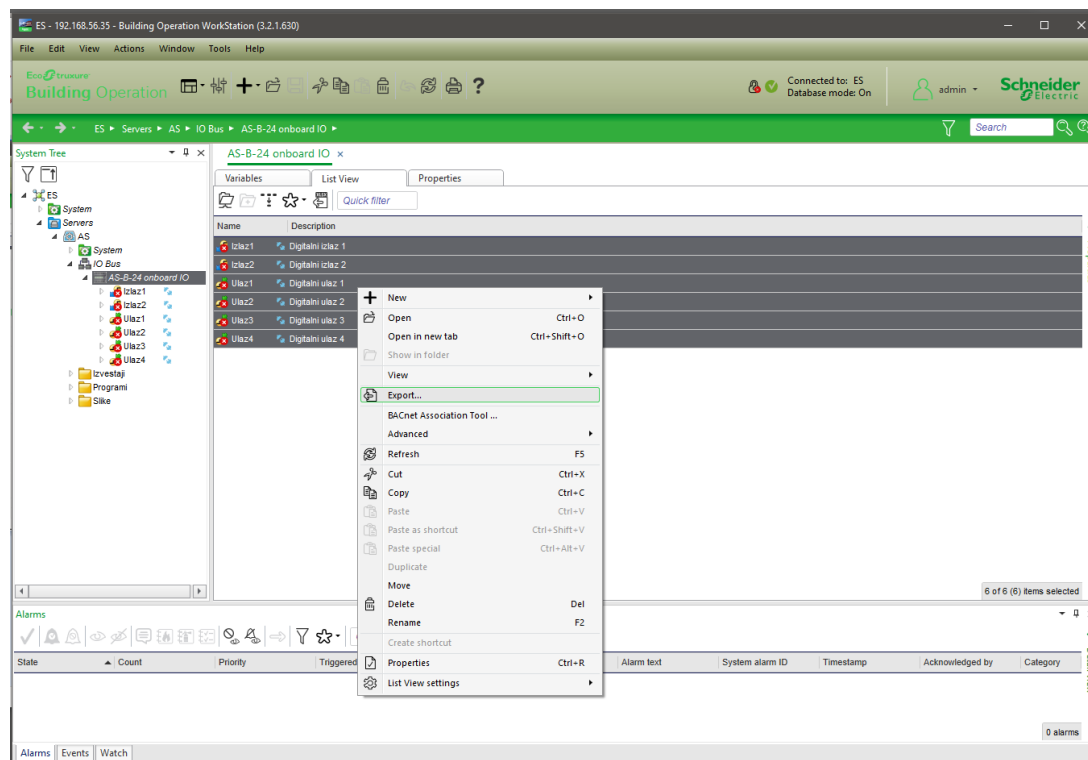 ES - 192.168.56.35 - Building Operation WorkStation (3.2.1.630)
File Edit View Actions Window Tools Help
EcoStruxure
Building Operation
Connected to: ES
Database mode: On
admin
Schneider
Electric
ES Servers AS IO Bus AS-B-24 onboard IO
Search
System Tree
ES
System
Servers
AS
System
IO Bus
AS-B-24 onboard IO
Izlaz1
Izlaz2
Ulaz1
Ulaz2
Ulaz3
Ulaz4
Izvestaji
Programi
Slike
AS-B-24 onboard IO
Variables List View Properties
Quick filter
Name Description
Izlaz1 Digitalni izlaz 1
Izlaz2 Digitalni izlaz 2
Ulaz1 Digitalni ulaz 1
Ulaz2 Digitalni ulaz 2
Ulaz3 Digitalni ulaz 3
Ulaz4 Digitalni ulaz 4
New
Open Ctrl+O
Open in new tab Ctrl+Shift+O
Show in folder
View
Export...
BACnet Association Tool ...
Advanced
Refresh F5
Cut Ctrl+X
Copy Ctrl+C
Paste Ctrl+V
Paste as shortcut Ctrl+Shift+V
Paste special Ctrl+Alt+V
Duplicate
Move
Delete Del
Rename F2
Create shortcut
Properties Ctrl+R
List View settings
6 of 6 (6) items selected
Alarms
State Count Priority Triggered Alarm text System alarm ID Timestamp Acknowledged by Category
0 alarms
Alarms Events Watch